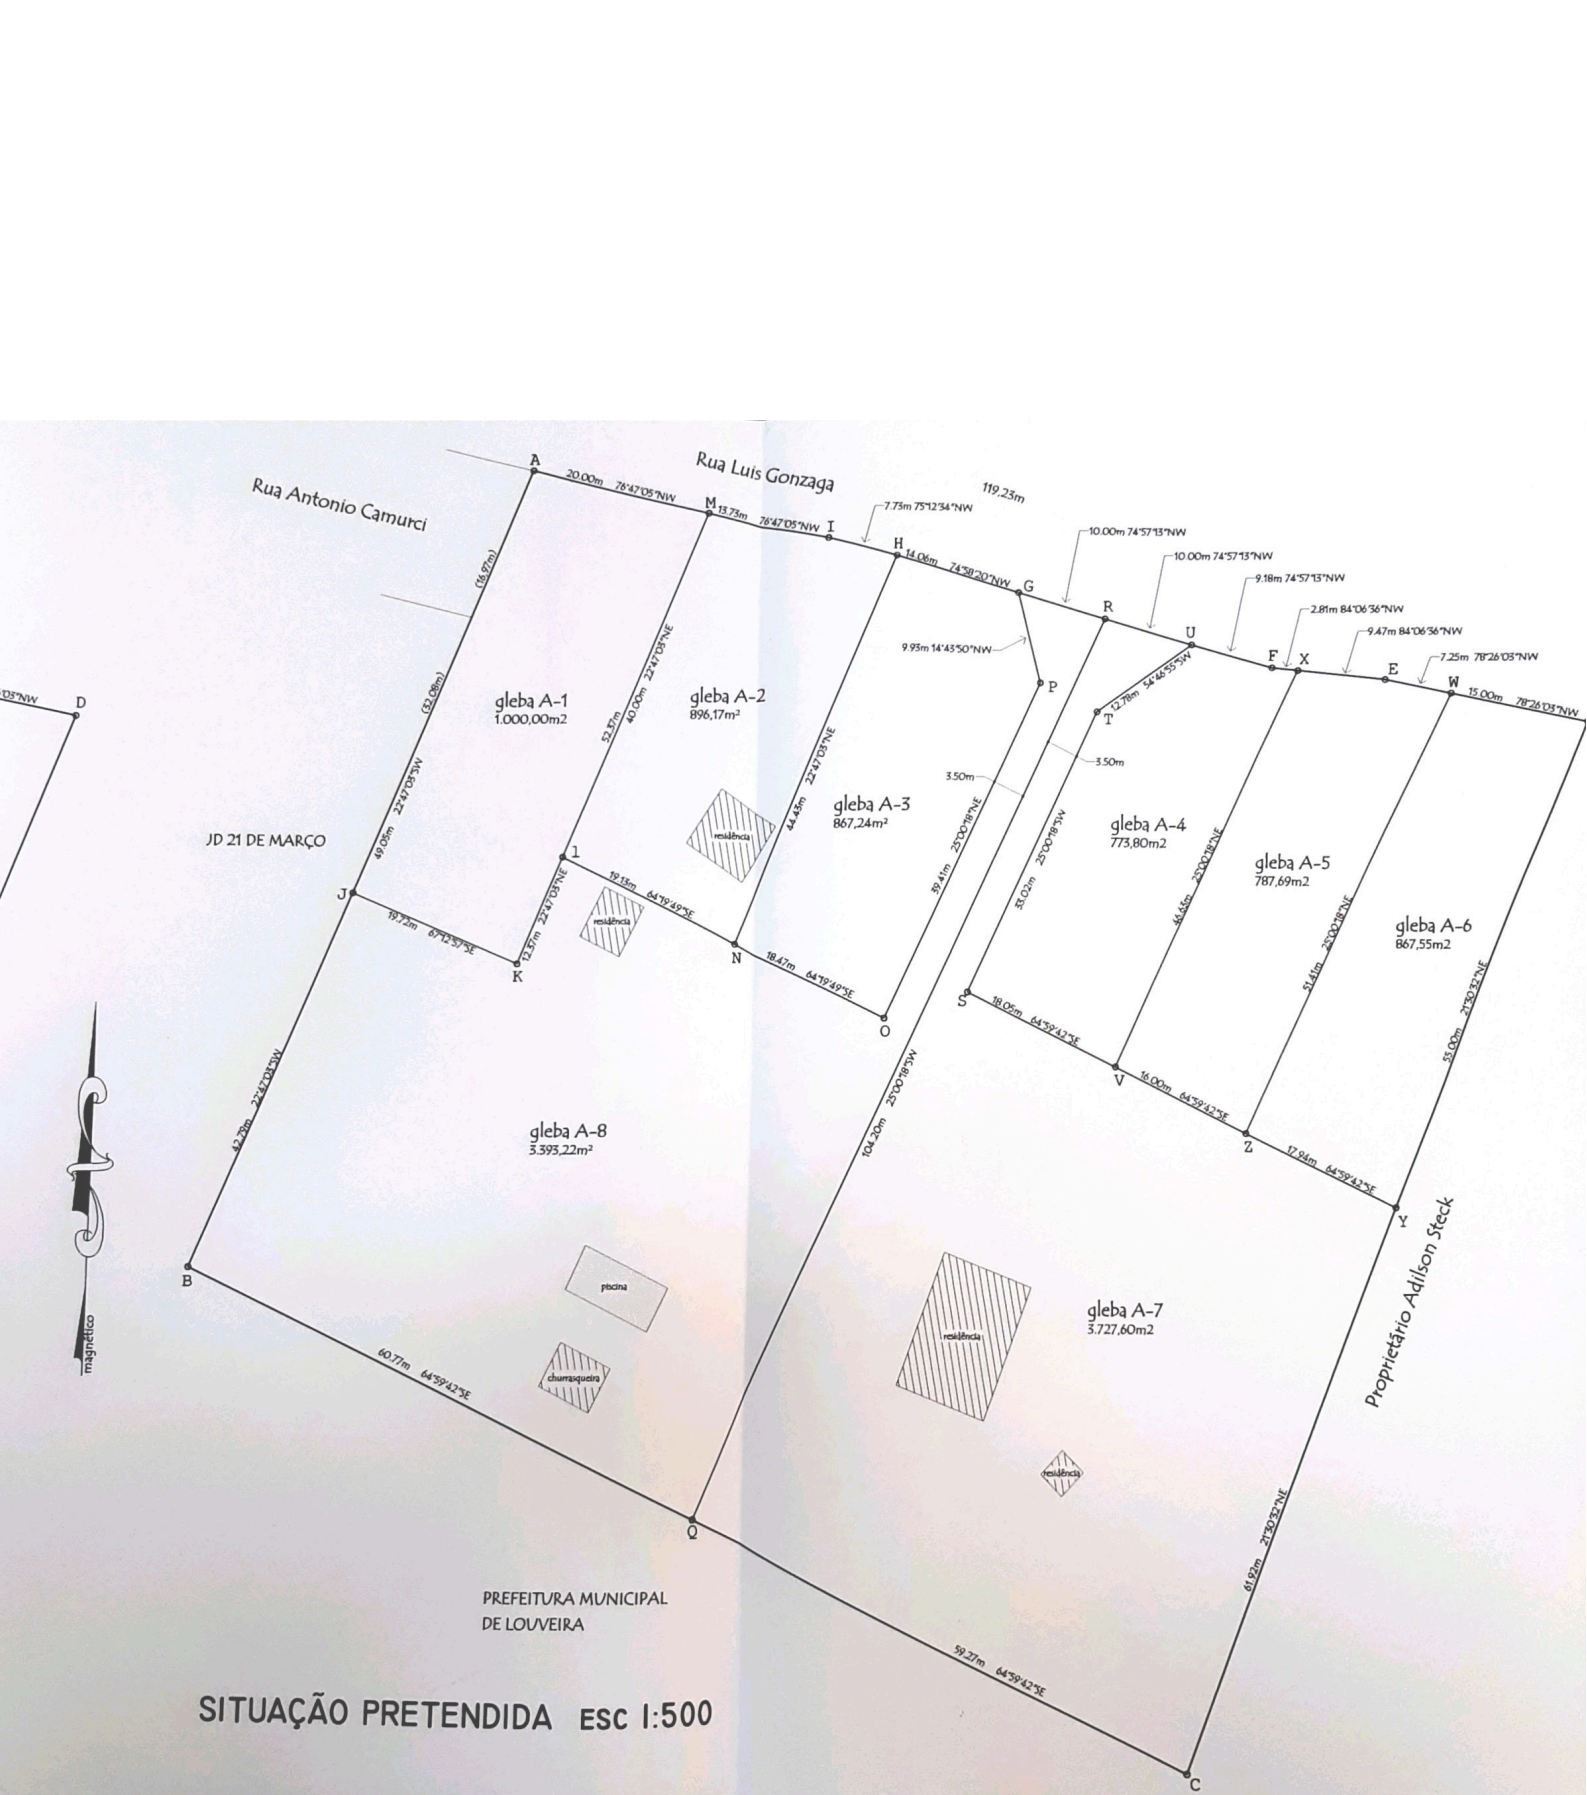 A
20.00m 76°47'05"NW
Rua Luis Gonzaga
119,23m
Rua Antonio Camurci
M
13.73m 76°47'05"NW
I
7.73m 75°12'34"NW
H
14.06m 74°58'20"NW
G
10.00m 74°57'13"NW
R
10.00m 74°57'13"NW
U
9.18m 74°57'13"NW
F
2.81m 84°06'36"NW
X
9.47m 84°06'36"NW
E
7.25m 78°26'03"NW
W
15.00m 78°26'03"NW
03"NW
D
(16,97m)
(32,08m)
49.05m 22°47'03"SW
gleba A-1
1.000,00m2
52.37m
40.00m 22°47'03"NE
gleba A-2
896,17m²
residência
44.43m 22°47'03"NE
gleba A-3
867,24m²
9.93m 14°43'50"NW
P
12.78m 54°46'55"SW
T
3.50m
3.50m
39.41m 25°00'18"NE
33.02m 25°00'18"SW
gleba A-4
773,80m2
46.63m 25°00'18"NE
gleba A-5
787,69m2
51.41m 25°00'18"NE
gleba A-6
867,55m2
55.00m 21°30'32"NE
JD 21 DE MARÇO
J
19.72m 67°12'57"SE
K
12.37m 22°47'03"NE
l
19.13m 64°19'49"SE
residência
N
18.47m 64°19'49"SE
O
S
18.05m 64°59'42"SE
V
16.00m 64°59'42"SE
Z
17.94m 64°59'42"SE
Y
42.79m 22°47'03"SW
104.20m 25°00'18"SW
gleba A-8
3.393,22m²
B
magnético
60.77m 64°59'42"SE
piscina
churrasqueira
Q
residência
gleba A-7
3.727,60m2
residência
Proprietário Adilson Steck
61.92m 21°30'32"NE
59.27m 64°59'42"SE
C
PREFEITURA MUNICIPAL
DE LOUVEIRA
SITUAÇÃO PRETENDIDA ESC 1:500